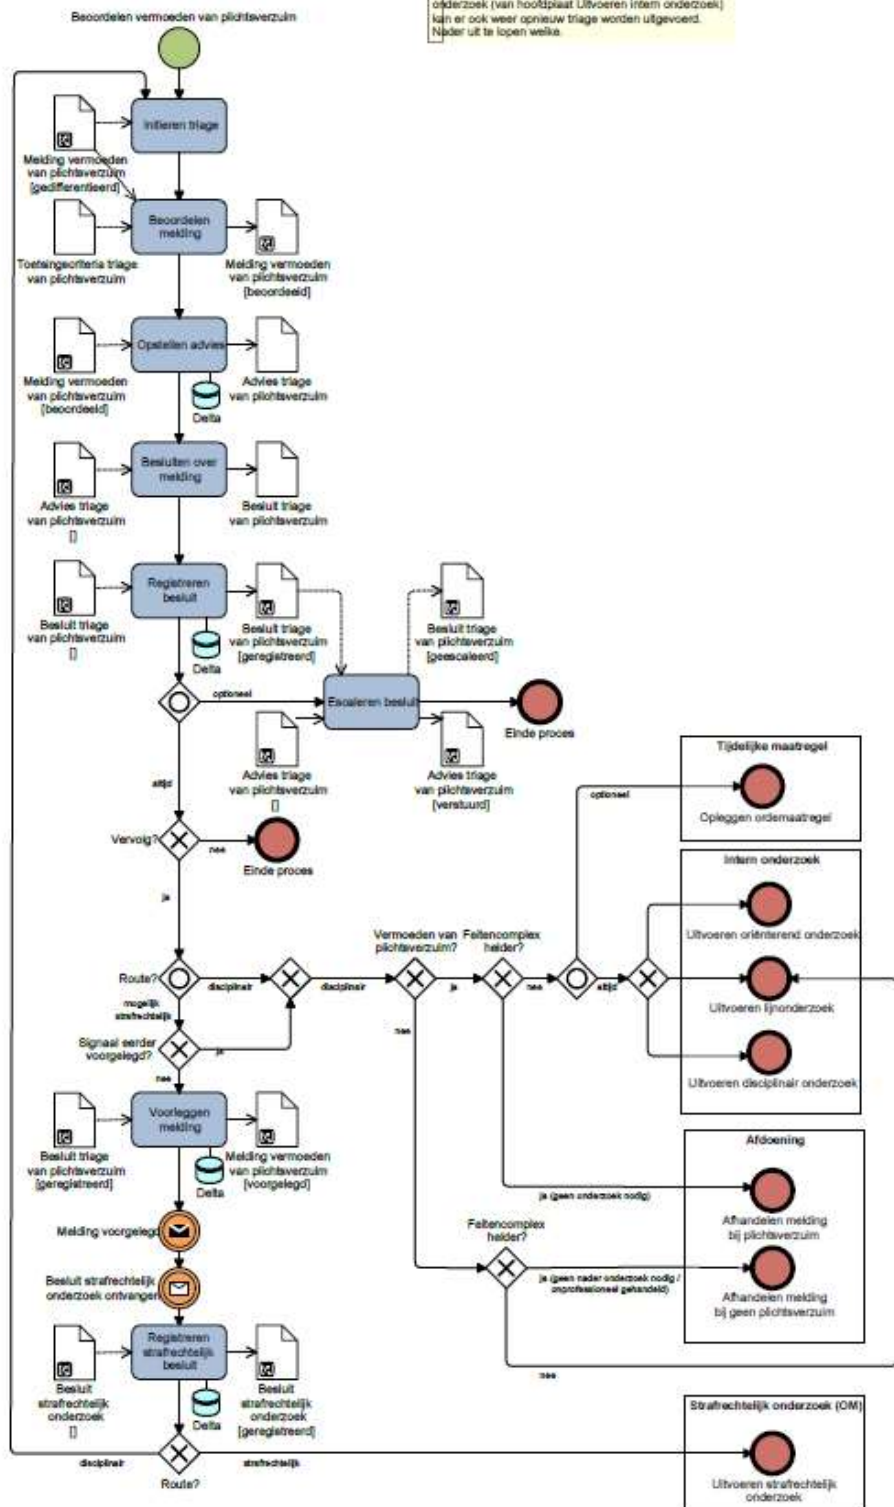 onderzoek (van hoofdplaat Uitvoeren intern onderzoek)
kan er ook weer opnieuw triage worden uitgevoerd.
Nader uit te lopen welke.
Beoordelen vermoeden van plichtsverzuim
Initieren triage
Melding vermoeden
van plichtsverzuim
[gedifferentieerd]
Beoordelen
melding
Toetsingscriteria triage
van plichtsverzuim
Melding vermoeden
van plichtsverzuim
[beoordeeld]
Opstellen advies
Melding vermoeden
van plichtsverzuim
[beoordeeld]
Delta
Advies triage
van plichtsverzuim
Besluiten over
melding
Advies triage
van plichtsverzuim
[]
Besluit triage
van plichtsverzuim
Registreren
besluit
Besluit triage
van plichtsverzuim
[]
Delta
Besluit triage
van plichtsverzuim
[geregistreerd]
Besluit triage
van plichtsverzuim
[geescaleerd]
optioneel
Escaleren besluit
Einde proces
Advies triage
van plichtsverzuim
[]
Advies triage
van plichtsverzuim
[verstuurd]
altijd
Vervolg?
nee
Einde proces
ja
Tijdelijke maatregel
optioneel
Opleggen ordemaatregel
Intern onderzoek
Uitvoeren oriënterend onderzoek
Uitvoeren lijnonderzoek
Uitvoeren disciplinair onderzoek
Vermoeden van
plichtsverzuim?
Feitencomplex
helder?
Route?
disciplinair
disciplinair
ja
nee
altijd
mogelijk
strafrechtelijk
Signaal eerder
voorgelegd?
ja
nee
nee
Voorleggen
melding
Besluit triage
van plichtsverzuim
[geregistreerd]
Delta
Melding vermoeden
van plichtsverzuim
[voorgelegd]
Afdoening
ja (geen onderzoek nodig)
Afhandelen melding
bij plichtsverzuim
Feitencomplex
helder?
ja (geen nader onderzoek nodig /
onprofessioneel gehandeld)
Afhandelen melding
bij geen plichtsverzuim
nee
Melding voorgelegd
Besluit strafrechtelijk
onderzoek ontvangen
Registreren
strafrechtelijk
besluit
Besluit
strafrechtelijk
onderzoek
[]
Delta
Besluit
strafrechtelijk
onderzoek
[geregistreerd]
Strafrechtelijk onderzoek (OM)
disciplinair
Route?
strafrechtelijk
Uitvoeren strafrechtelijk
onderzoek